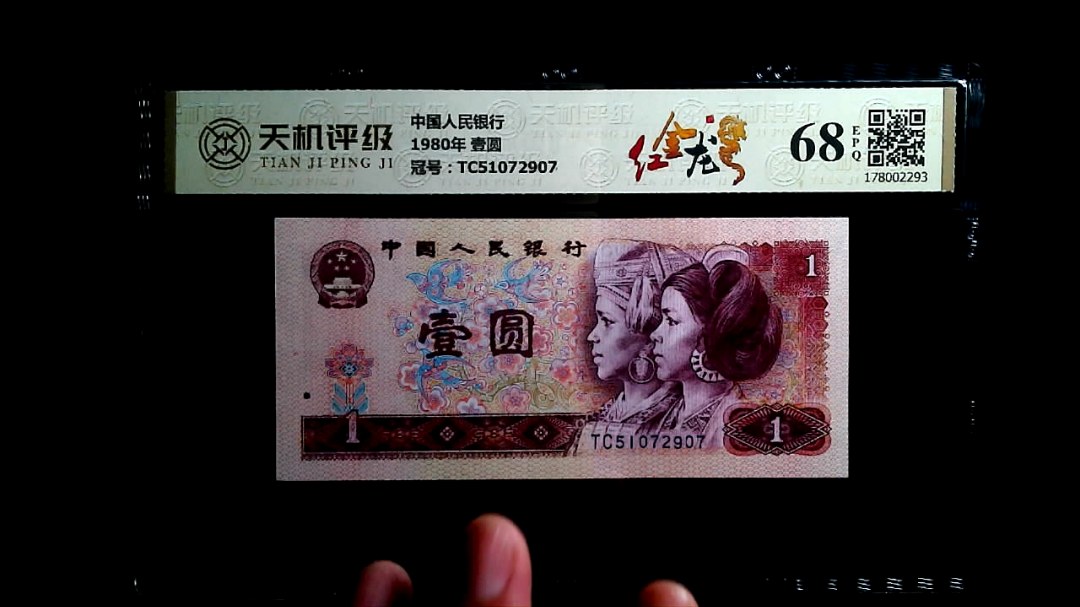 天机评级
TIAN JI PING JI
中国人民银行
1980年 壹圆
冠号：TC51072907
红金龙
68
EPQ
178002293
中国人民银行
1
壹圆
1
TC51072907
1